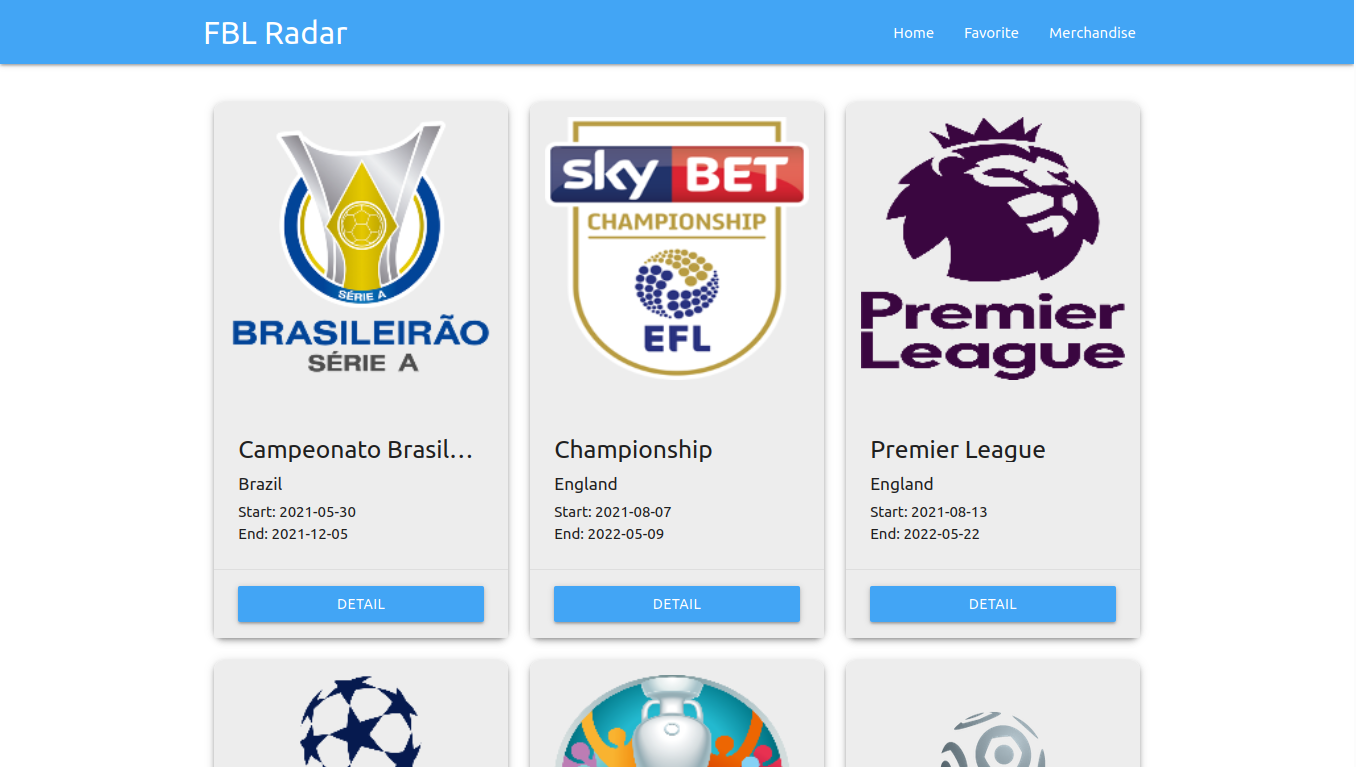 FBL Radar
Home Favorite Merchandise
SÉRIE A
BRASILEIRÃO
SÉRIE A
Campeonato Brasil...
Brazil
Start: 2021-05-30
End: 2021-12-05
DETAIL
sky BET
CHAMPIONSHIP
EFL
Championship
England
Start: 2021-08-07
End: 2022-05-09
DETAIL
Premier
League
Premier League
England
Start: 2021-08-13
End: 2022-05-22
DETAIL